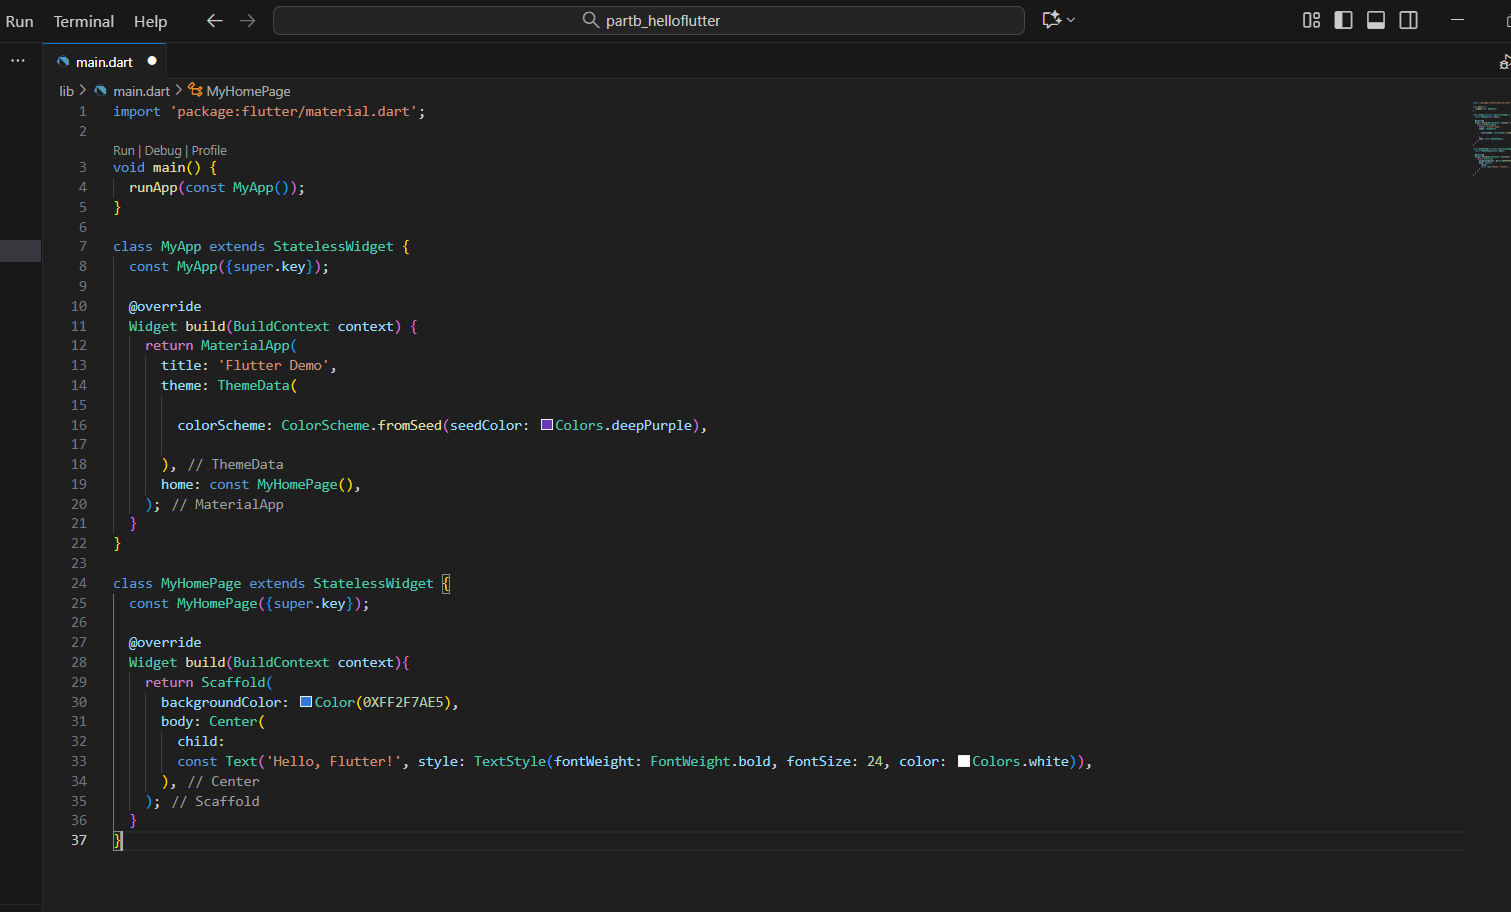 Run Terminal Help partb_helloflutter
main.dart
lib main.dart MyHomePage
1 import 'package:flutter/material.dart';
2
Run | Debug | Profile
3 void main() {
4 runApp(const MyApp());
5 }
6
7 class MyApp extends StatelessWidget {
8 const MyApp({super.key});
9
10 @override
11 Widget build(BuildContext context) {
12 return MaterialApp(
13 title: 'Flutter Demo',
14 theme: ThemeData(
15
16 colorScheme: ColorScheme.fromSeed(seedColor: Colors.deepPurple),
17
18 ), // ThemeData
19 home: const MyHomePage(),
20 ); // MaterialApp
21 }
22 }
23
24 class MyHomePage extends StatelessWidget {
25 const MyHomePage({super.key});
26
27 @override
28 Widget build(BuildContext context){
29 return Scaffold(
30 backgroundColor: Color(0XFF2F7AE5),
31 body: Center(
32 child:
33 const Text('Hello, Flutter!', style: TextStyle(fontWeight: FontWeight.bold, fontSize: 24, color: Colors.white)),
34 ), // Center
35 ); // Scaffold
36 }
37 }